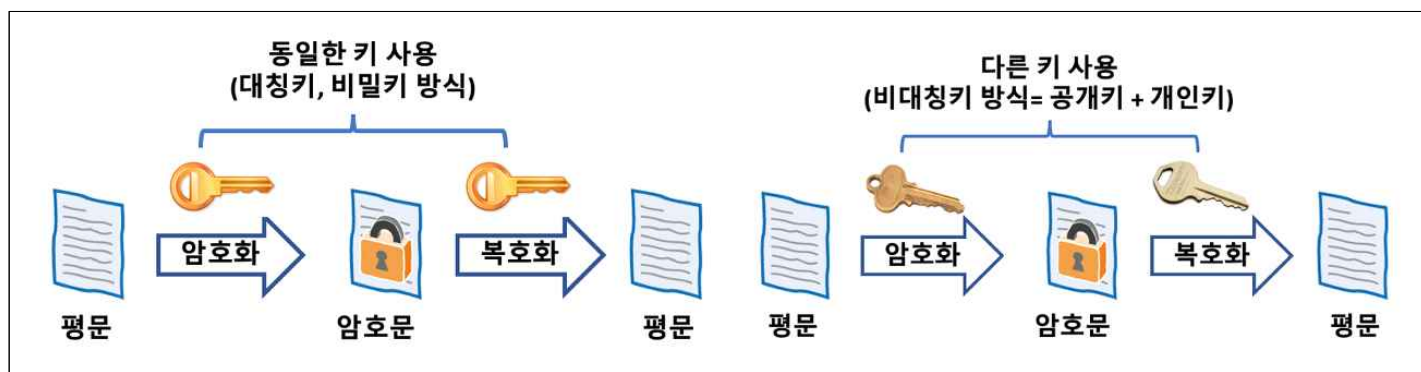 동일한 키 사용
(대칭키, 비밀키 방식)
암호화
복호화
평문
암호문
평문
다른 키 사용
(비대칭키 방식= 공개키 + 개인키)
암호화
복호화
평문
암호문
평문